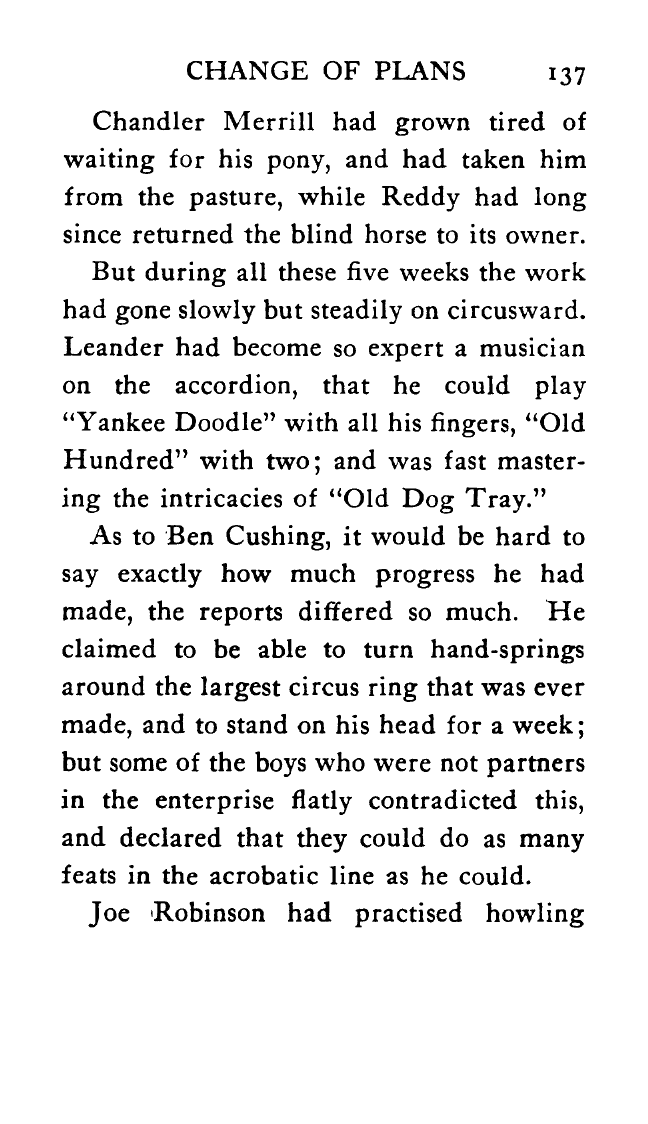 CHANGE OF PLANS 137
Chandler Merrill had grown tired of
waiting for his pony, and had taken him
from the pasture, while Reddy had long
since returned the blind horse to its owner.
But during all these five weeks the work
had gone slowly but steadily on circusward.
Leander had become so expert a musician
on the accordion, that he could play
“Yankee Doodle” with all his fingers, “Old
Hundred” with two; and was fast master-
ing the intricacies of “Old Dog Tray.”
As to Ben Cushing, it would be hard to
say exactly how much progress he had
made, the reports differed so much. He
claimed to be able to turn hand-springs
around the largest circus ring that was ever
made, and to stand on his head for a week;
but some of the boys who were not partners
in the enterprise flatly contradicted this,
and declared that they could do as many
feats in the acrobatic line as he could.
Joe Robinson had practised howling